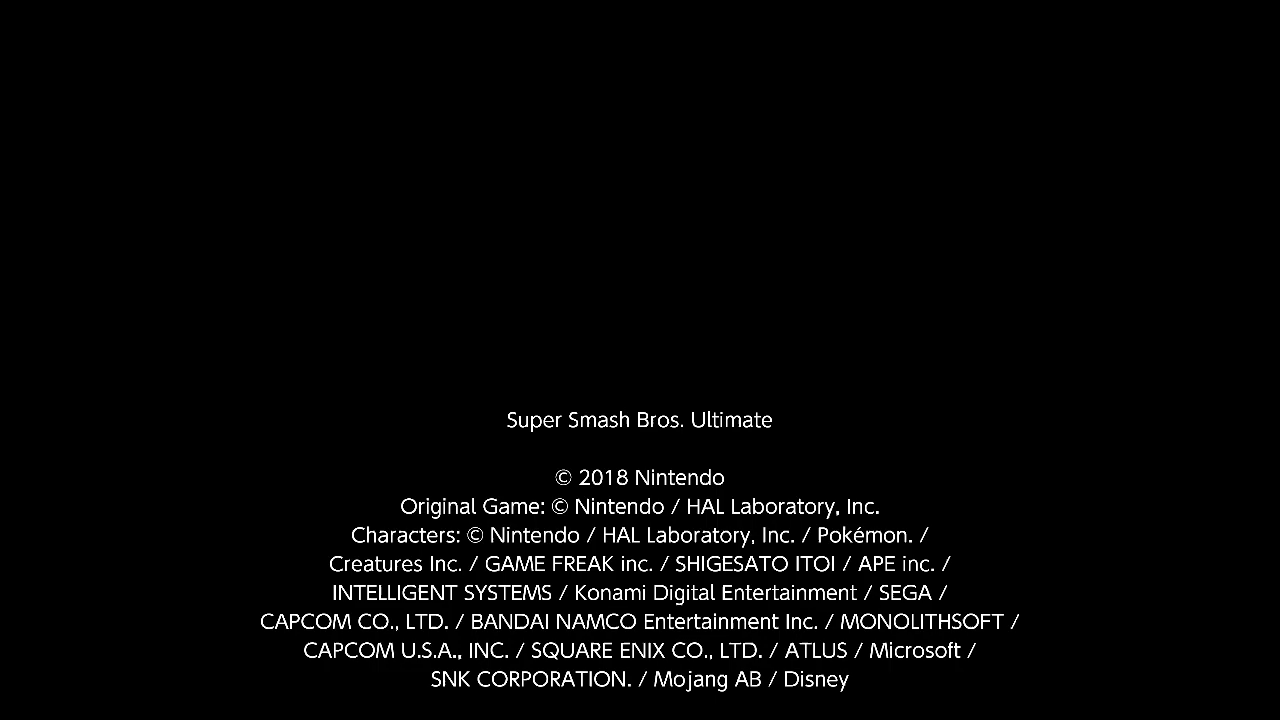 Super Smash Bros. Ultimate
© 2018 Nintendo
Original Game: © Nintendo / HAL Laboratory, Inc.
Characters: © Nintendo / HAL Laboratory, Inc. / Pokémon. /
Creatures Inc. / GAME FREAK inc. / SHIGESATO ITOI / APE inc. /
INTELLIGENT SYSTEMS / Konami Digital Entertainment / SEGA /
CAPCOM CO., LTD. / BANDAI NAMCO Entertainment Inc. / MONOLITHSOFT /
CAPCOM U.S.A., INC. / SQUARE ENIX CO., LTD. / ATLUS / Microsoft /
SNK CORPORATION. / Mojang AB / Disney